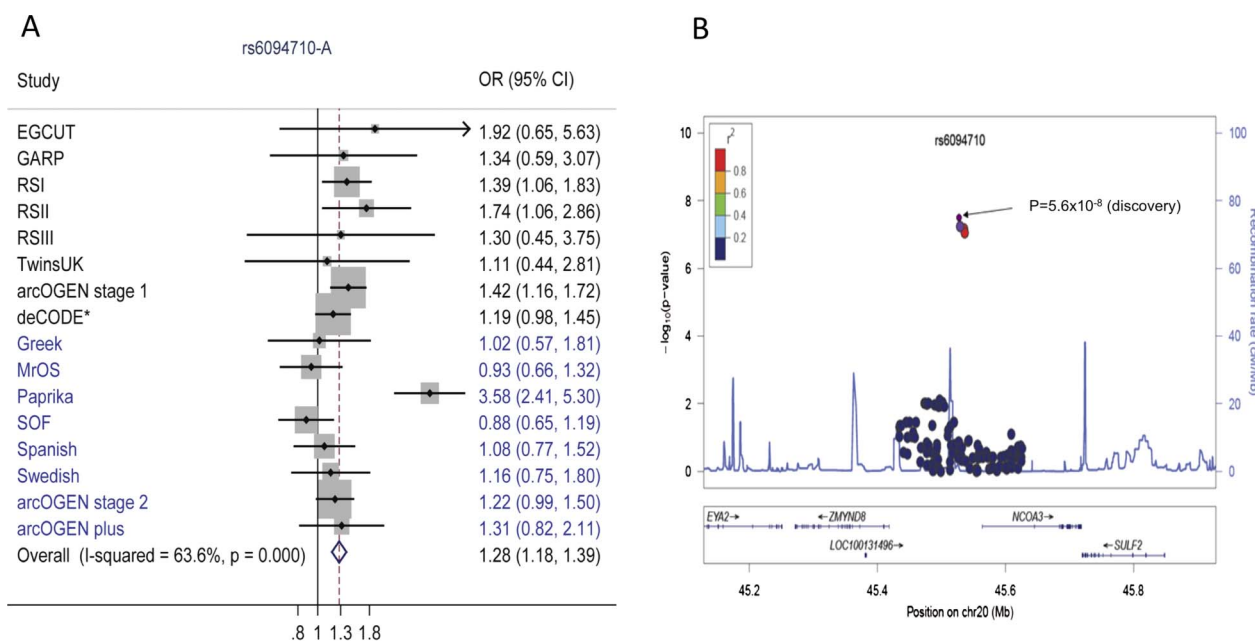 A
rs6094710-A
Study OR (95% CI)
EGCUT 1.92 (0.65, 5.63)
GARP 1.34 (0.59, 3.07)
RSI 1.39 (1.06, 1.83)
RSII 1.74 (1.06, 2.86)
RSIII 1.30 (0.45, 3.75)
TwinsUK 1.11 (0.44, 2.81)
arcOGEN stage 1 1.42 (1.16, 1.72)
deCODE* 1.19 (0.98, 1.45)
Greek 1.02 (0.57, 1.81)
MrOS 0.93 (0.66, 1.32)
Paprika 3.58 (2.41, 5.30)
SOF 0.88 (0.65, 1.19)
Spanish 1.08 (0.77, 1.52)
Swedish 1.16 (0.75, 1.80)
arcOGEN stage 2 1.22 (0.99, 1.50)
arcOGEN plus 1.31 (0.82, 2.11)
Overall (I-squared = 63.6%, p = 0.000) 1.28 (1.18, 1.39)
.8 1 1.3 1.8
B
r²
0.8
0.6
0.4
0.2
rs6094710
P=5.6x10⁻⁸ (discovery)
10
8
6
4
2
0
−log₁₀(p−value)
100
80
60
40
20
0
EYA2→ ←ZMYND8 NCOA3→
LOC100131496→ ←SULF2
45.2 45.4 45.6 45.8
Position on chr20 (Mb)